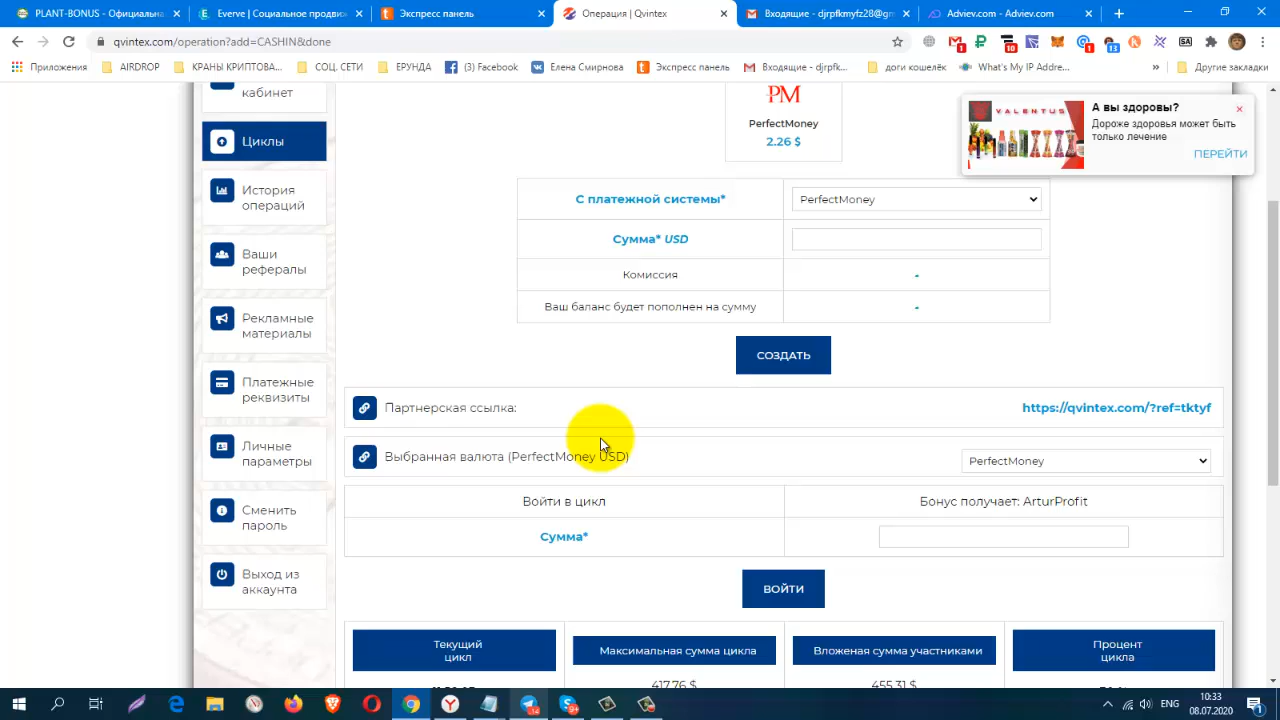 PLANT-BONUS - Официальна
Everve | Социальное продвиж
Экспресс панель
Операция | Qvintex
Входящие - djrpfkmyfz28@gm
Adviev.com - Adviev.com
qvintex.com/operation?add=CASHIN&done
1
10
1
13
Приложения
AIRDROP
КРАНЫ КРИПТОВА...
СОЦ. СЕТИ
ЕРУНДА
(3) Facebook
Елена Смирнова
Экспресс панель
Входящие - djrpfk...
доги кошелёк
What's My IP Addre...
»
Другие закладки
кабинет
Циклы
История
операций
Ваши
рефералы
Рекламные
материалы
Платежные
реквизиты
Личные
параметры
Сменить
пароль
Выход из
аккаунта
PM
PerfectMoney
2.26 $
VALENTUS
А вы здоровы?
Дороже здоровья может быть
только лечение
ПЕРЕЙТИ
С платежной системы*
PerfectMoney
Сумма* USD
Комиссия
-
Ваш баланс будет пополнен на сумму
-
СОЗДАТЬ
Партнерская ссылка:
https://qvintex.com/?ref=tktyf
Выбранная валюта (PerfectMoney USD)
PerfectMoney
Войти в цикл
Бонус получает: ArturProfit
Сумма*
ВОЙТИ
Текущий
цикл
Максимальная сумма цикла
Вложеная сумма участниками
Процент
цикла
417.76 $
455.31 $
ENG
10:33
08.07.2020